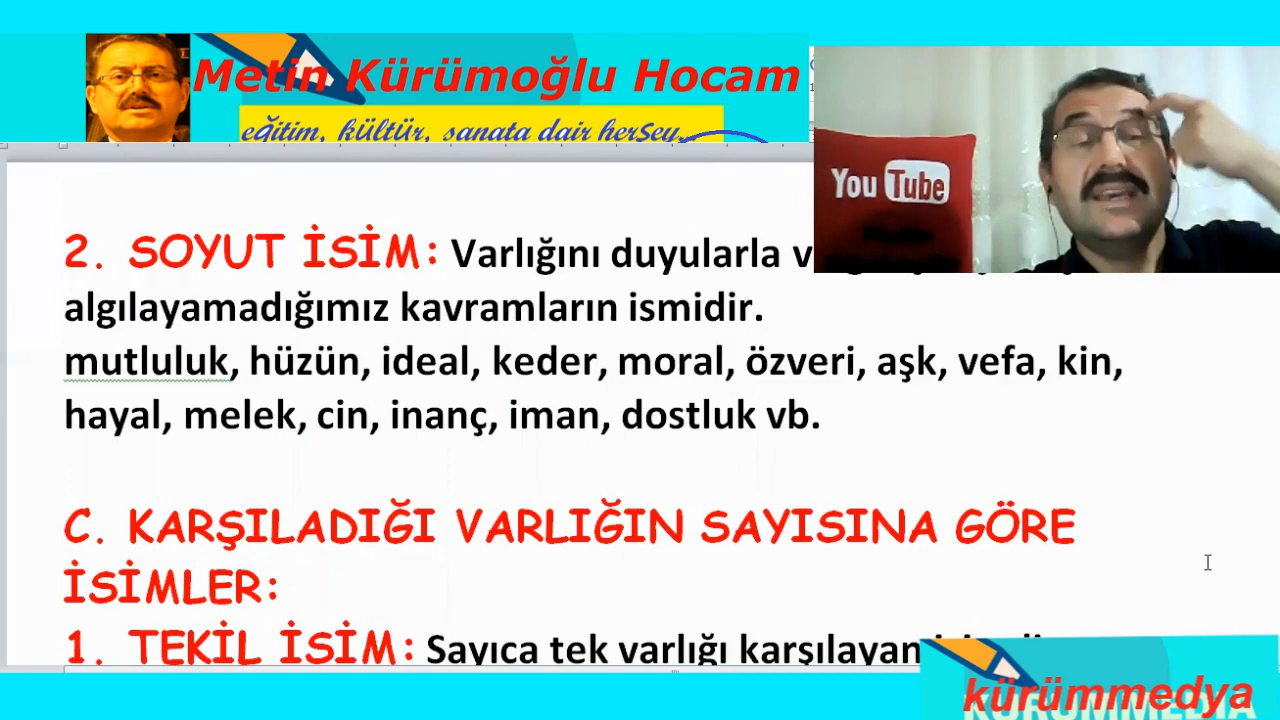 Metin Kürümoğlu Hocam
eğitim, kültür, sanata dair herşey..
You Tube
2. SOYUT İSİM: Varlığını duyularla
algılayamadığımız kavramların ismidir.
mutluluk, hüzün, ideal, keder, moral, özveri, aşk, vefa, kin,
hayal, melek, cin, inanç, iman, dostluk vb.
C. KARŞILADIĞI VARLIĞIN SAYISINA GÖRE
İSİMLER:
1. TEKİL İSİM: Sayıca tek varlığı karşılayan
kürümmedya
KÜRÜMMEDIA